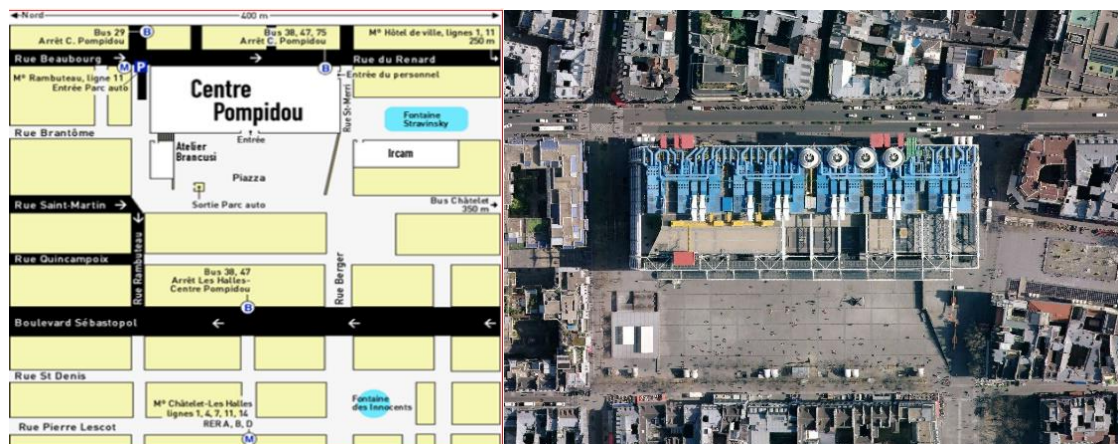 Nord
400 m
Bus 29
Arrêt C. Pompidou
B
Bus 38, 47, 75
Arrêt C. Pompidou
Mº Hôtel de ville, lignes 1, 11
250 m
Rue Beaubourg
Rue du Renard
M
P
B
Mº Rambuteau, ligne 11
Entrée Parc auto
Entrée du personnel
Centre
Pompidou
Rue St-Merri
Fontaine
Stravinsky
Rue Brantôme
Entrée
Atelier
Brancusi
Ircam
Piazza
Sortie Parc auto
Rue Saint-Martin
Bus Châtelet
350 m
Rue Rambuteau
Rue Quincampoix
Bus 38, 47
Arrêt Les Halles-
Centre Pompidou
B
Rue Berger
Boulevard Sébastopol
Rue St Denis
Mº Châtelet-Les Halles
lignes 1, 4, 7, 11, 14
RER A, B, D
M
Fontaine
des Innocents
Rue Pierre Lescot